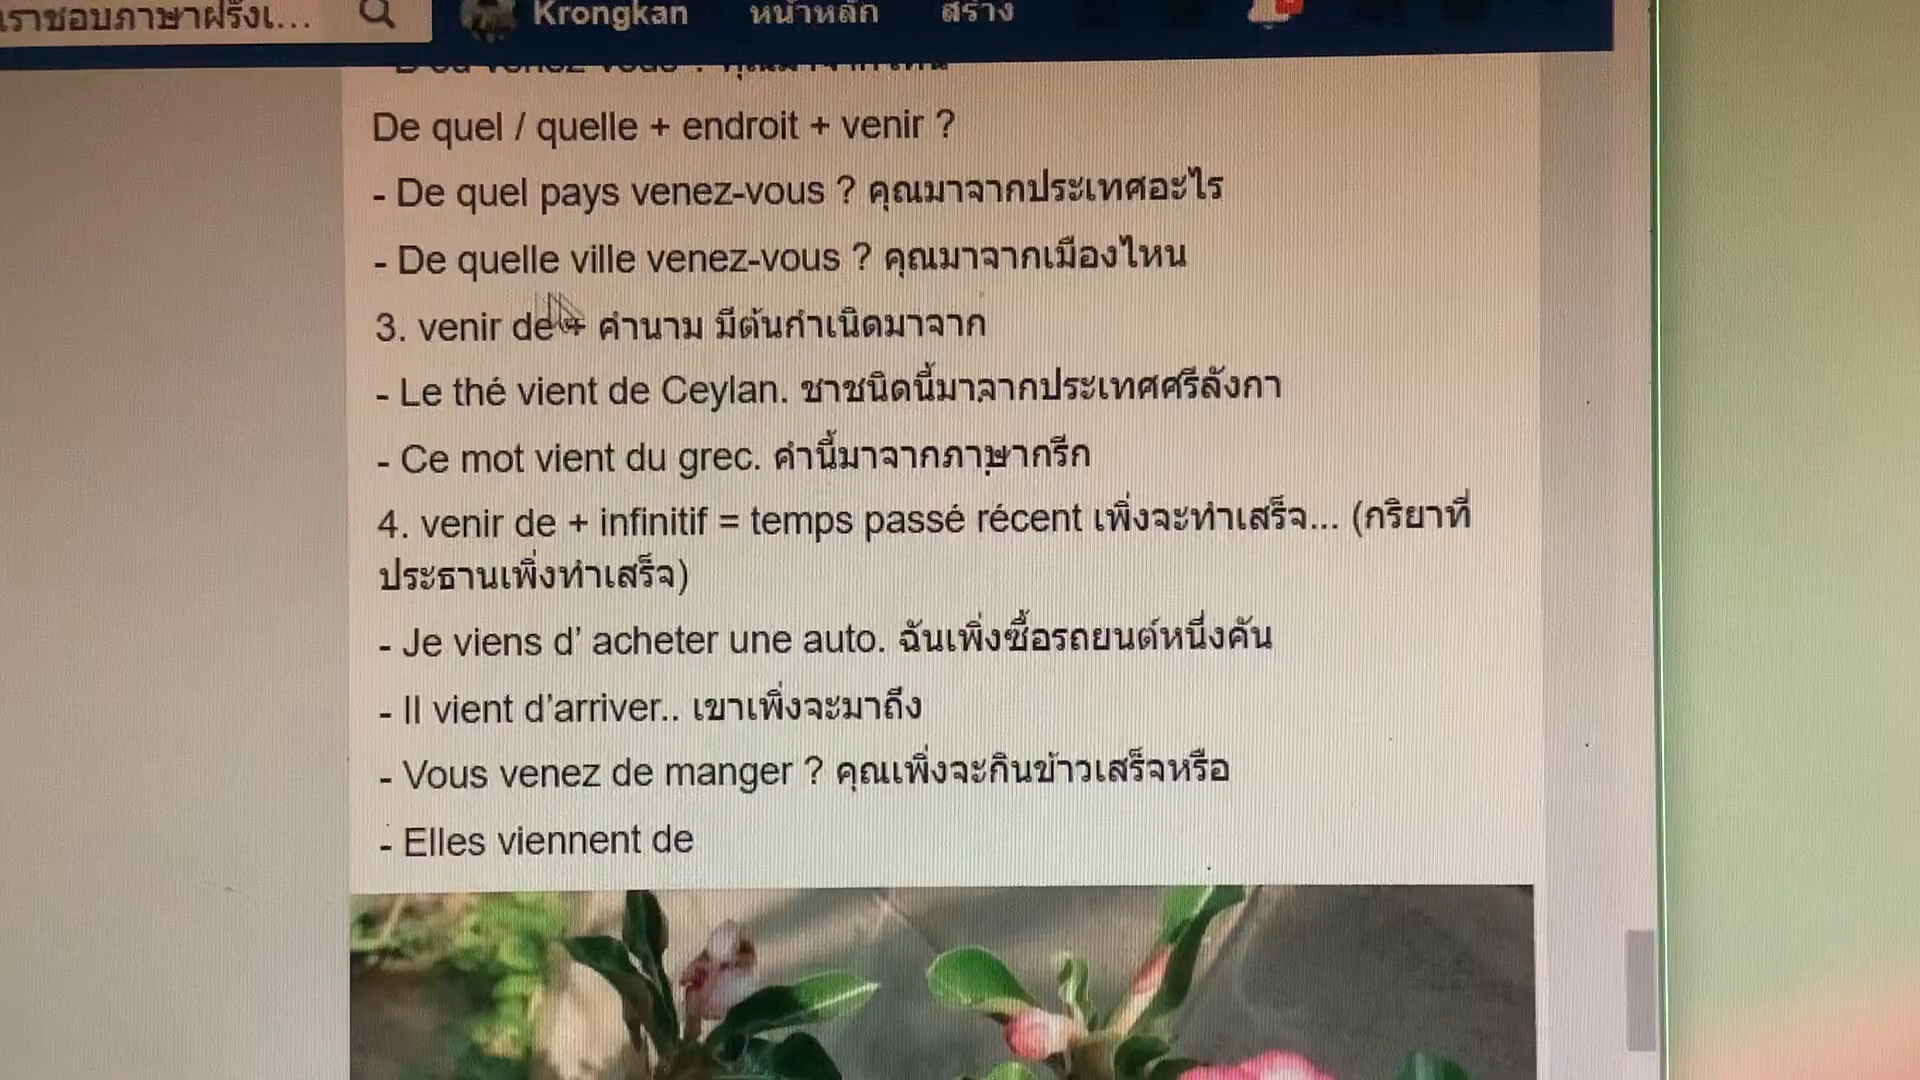 เราชอบภาษาฝรั่งเ...
Krongkan
หน้าหลัก
สร้าง
De quel / quelle + endroit + venir ?
- De quel pays venez-vous ? คุณมาจากประเทศอะไร
- De quelle ville venez-vous ? คุณมาจากเมืองไหน
3. venir de + คำนาม มีต้นกำเนิดมาจาก
- Le thé vient de Ceylan. ชาชนิดนี้มาจากประเทศศรีลังกา
- Ce mot vient du grec. คำนี้มาจากภาษากรีก
4. venir de + infinitif = temps passé récent เพิ่งจะทำเสร็จ... (กริยาที่
ประธานเพิ่งทำเสร็จ)
- Je viens d’ acheter une auto. ฉันเพิ่งซื้อรถยนต์หนึ่งคัน
- Il vient d’arriver.. เขาเพิ่งจะมาถึง
- Vous venez de manger ? คุณเพิ่งจะกินข้าวเสร็จหรือ
- Elles viennent de